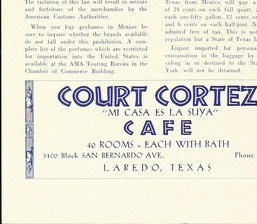 The violation of this law will result in seizure
and forfeiture of the merchandise by the
American Customs Authorities.
When you purchase in Mexico be
sure to inquire whether the brands available
do not fall under this prohibition. A com-
plete list of the perfumes which are restricted
for importation into the United States is
available at the AMA Touring Bureau in the
Chamber of Commerce Building.
Texas from Mexico will pay a
of 24 cents on each full quart,
each one-fifty gallon, 12 cents on
and 6 cents on each half-pint. N
admitted free of tax. This is not
regulation but a State of Texas l
Liquor imported for personal
consumption in the baggage by
siding in or destined to the State
York, will not be detained.
COURT CORTEZ
"MI CASA ES LA SUYA"
CAFE
40 ROOMS - EACH WITH BATH
3100 Block SAN BERNARDO AVE.
Phone
LAREDO, TEXAS